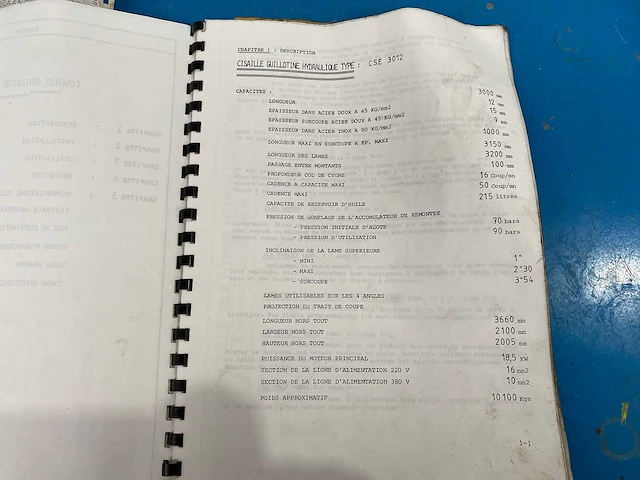 CHAPITRE 1 : DESCRIPTION
CISAILLE GUILLOTINE HYDRAULIQUE TYPE : CSE 3012
CAPACITES :
LONGUEUR 3000 mm
EPAISSEUR DANS ACIER DOUX A 45 KG/mm2 12 mm
EPAISSEUR SURCOUPE ACIER DOUX A 45 KG/mm2 15 mm
EPAISSEUR DANS ACIER INOX A 80 KG/mm2 9 mm
LONGUEUR MAXI EN SURCOUPE A EP. MAXI 1000 mm
LONGUEUR DES LAMES 3150 mm
PASSAGE ENTRE MONTANTS 3200 mm
PROFONDEUR COL DE CYGNE 100 mm
CADENCE A CAPACITE MAXI 16 coup/mn
CADENCE MAXI 50 coup/mn
CAPACITE DE RESERVOIR D'HUILE 215 litres
PRESSION DE GONFLAGE DE L'ACCUMULATEUR DE REMONTEE
- PRESSION INITIALE D'AZOTE 70 bars
- PRESSION D'UTILISATION 90 bars
INCLINAISON DE LA LAME SUPERIEURE
- MINI 1°
- MAXI 2°30
- SURCOUPE 3°54
LAMES UTILISABLES SUR LES 4 ANGLES
PROJECTION DU TRAIT DE COUPE
LONGUEUR HORS TOUT 3660 mm
LARGEUR HORS TOUT 2100 mm
HAUTEUR HORS TOUT 2005 mm
PUISSANCE DU MOTEUR PRINCIPAL 18,5 KW
SECTION DE LA LIGNE D'ALIMENTATION 220 V 16 mm2
SECTION DE LA LIGNE D'ALIMENTATION 380 V 10 mm2
POIDS APPROXIMATIF 10100 Kgs
1-1